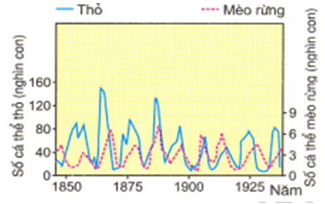 Thỏ
Mèo rừng
Số cá thể thỏ (nghìn con)
160
120
80
40
0
9
6
3
0
Số cá thể mèo rừng (nghìn con)
1850
1875
1900
1925
Năm